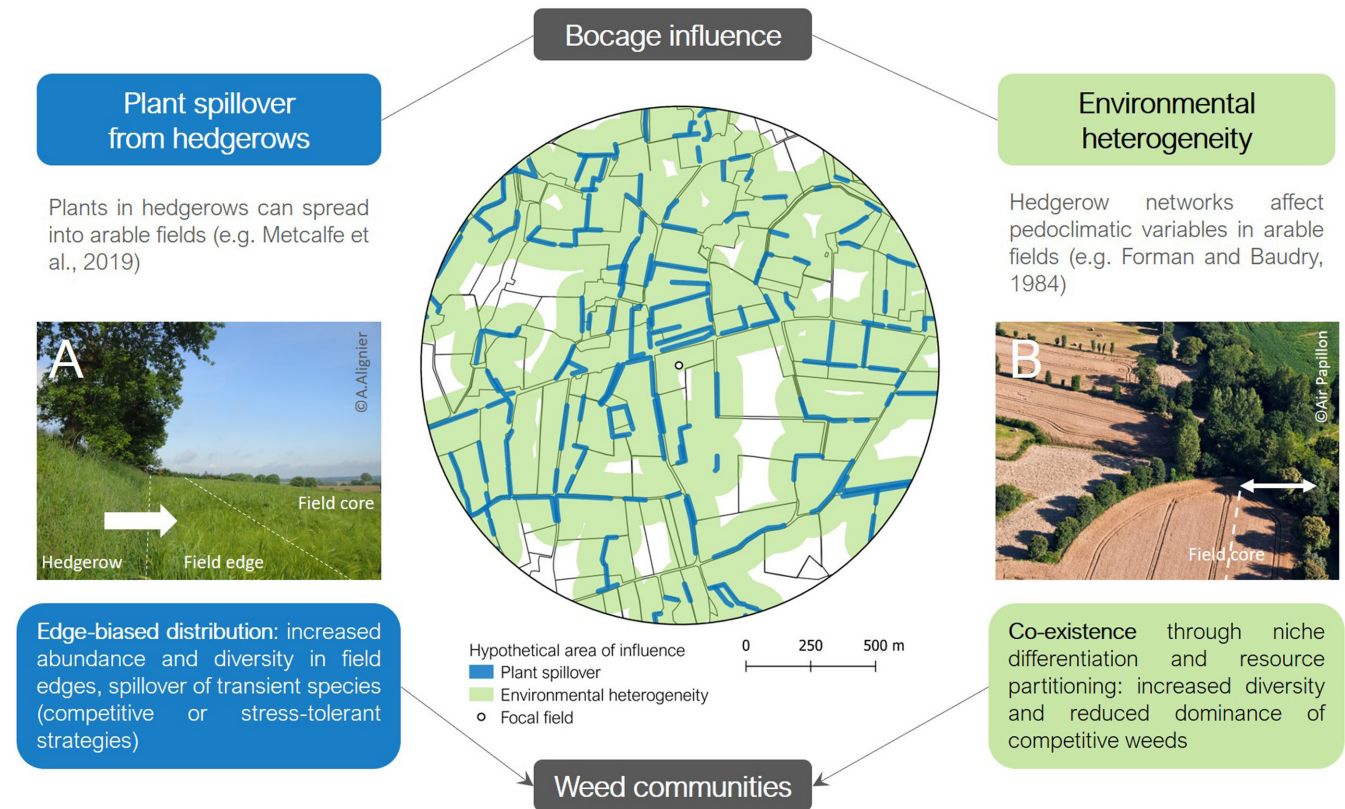 Bocage influence
Plant spillover
from hedgerows
Plants in hedgerows can spread
into arable fields (e.g. Metcalfe et
al., 2019)
A
©A.Alignier
Field core
Hedgerow
Field edge
Edge-biased distribution: increased
abundance and diversity in field
edges, spillover of transient species
(competitive or stress-tolerant
strategies)
Hypothetical area of influence
Plant spillover
Environmental heterogeneity
Focal field
0 250 500 m
Environmental
heterogeneity
Hedgerow networks affect
pedoclimatic variables in arable
fields (e.g. Forman and Baudry,
1984)
B
©Air Papillon
Field core
Co-existence through niche
differentiation and resource
partitioning: increased diversity
and reduced dominance of
competitive weeds
Weed communities